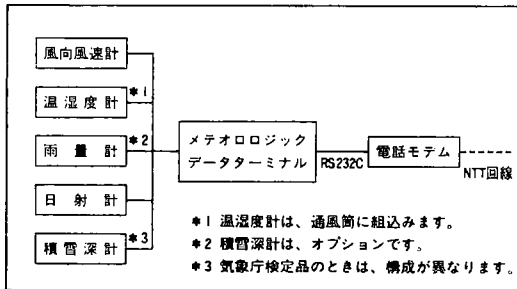 風向風速計
温湿度計 *1
雨量計 *2
日射計
積雪深計 *3
メテオロロジック
データターミナル
RS232C
電話モデム
NTT回線
*1 温湿度計は、通風筒に組込みます。
*2 積雪深計は、オプションです。
*3 気象庁検定品のときは、構成が異なります。